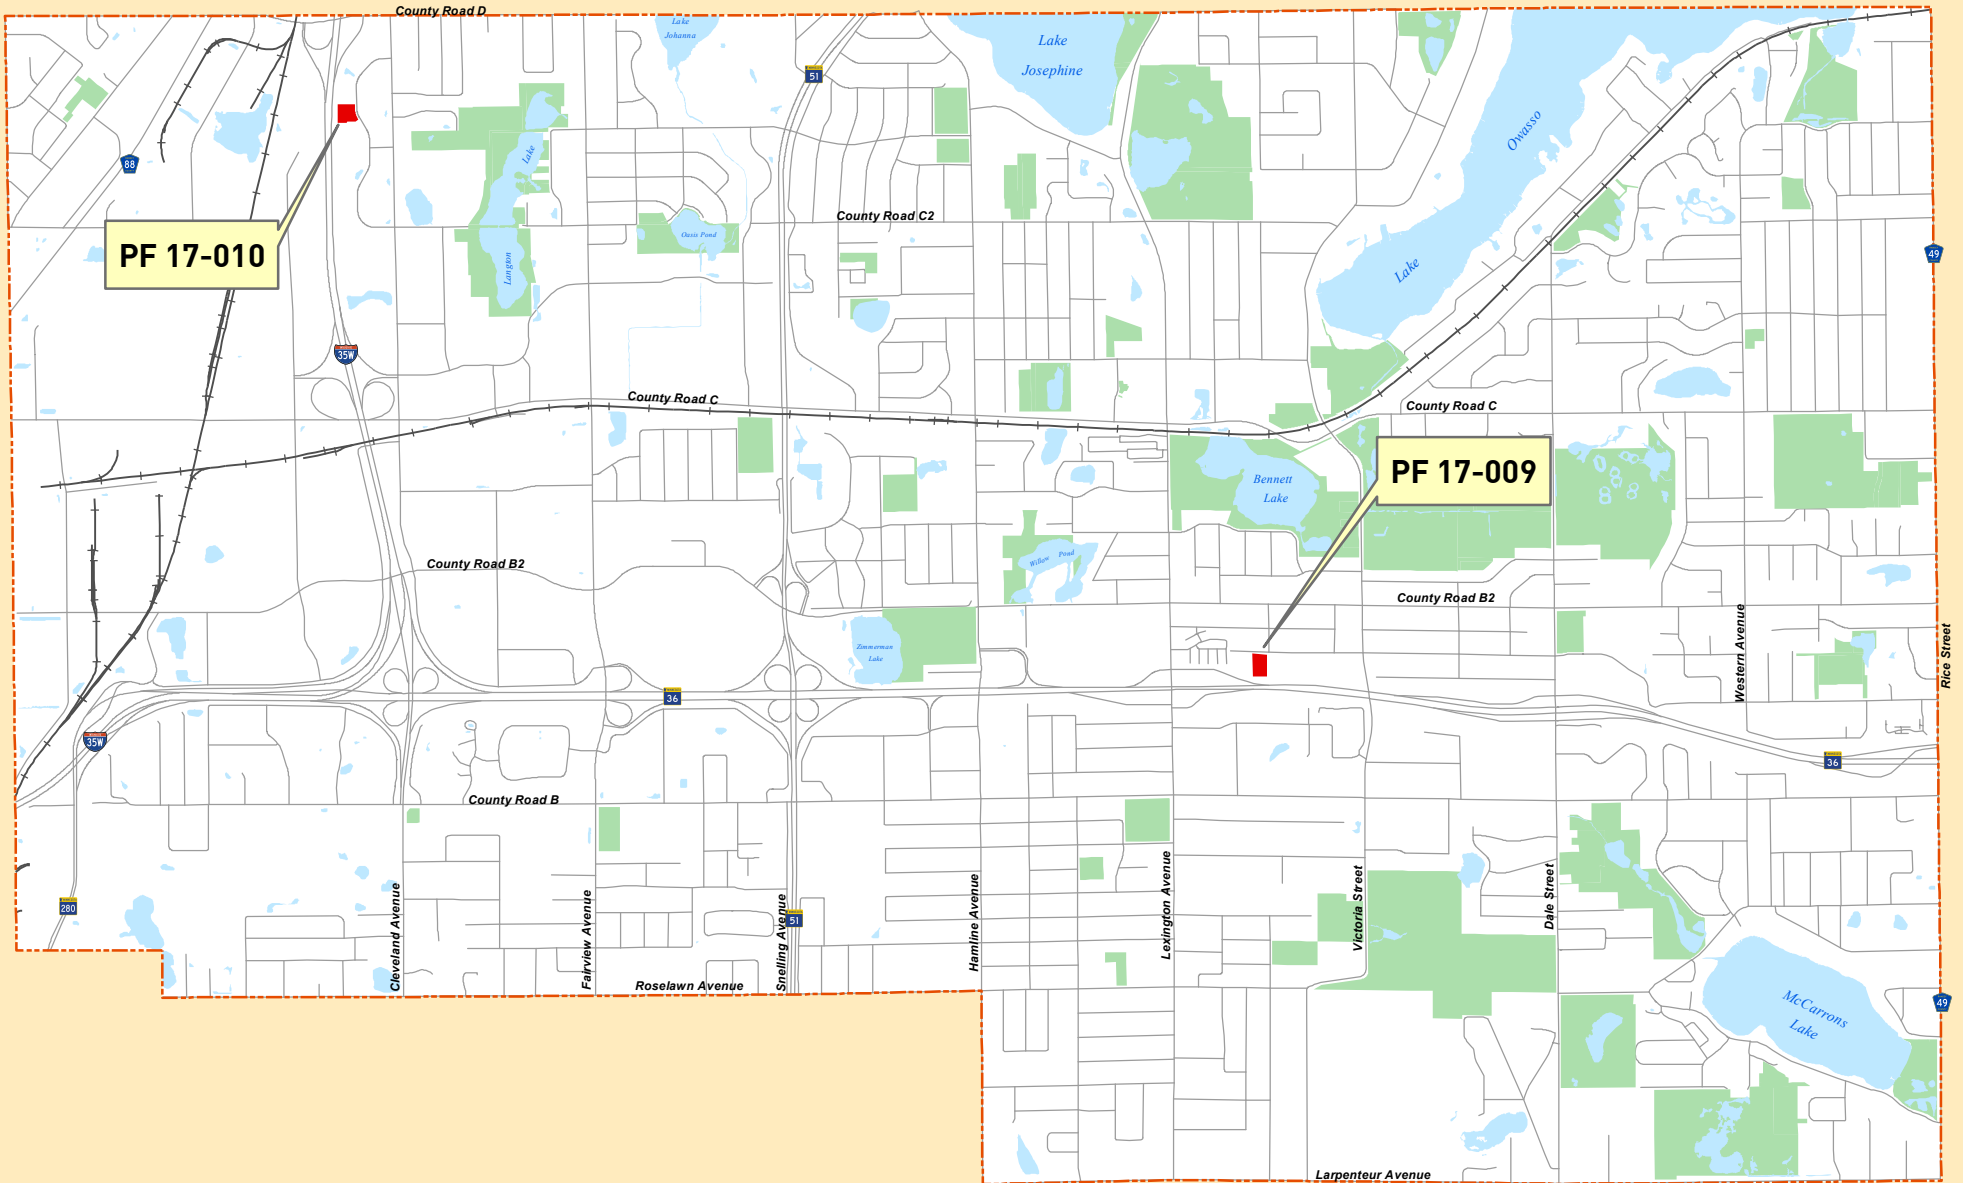 County Road D
Lake
Johanna
Lake
Josephine
51
Owasso
Lake
88
Lake
Langton
County Road C2
Oasis Pond
PF 17-010
49
35W
County Road C
County Road C
PF 17-009
Bennett
Lake
Willow Pond
County Road B2
County Road B2
Zimmerman
Lake
Western Avenue
Rice Street
36
35W
36
County Road B
280
51
Cleveland Avenue
Fairview Avenue
Snelling Avenue
Hamline Avenue
Lexington Avenue
Victoria Street
Dale Street
Roselawn Avenue
McCarrons
Lake
49
Larpenteur Avenue